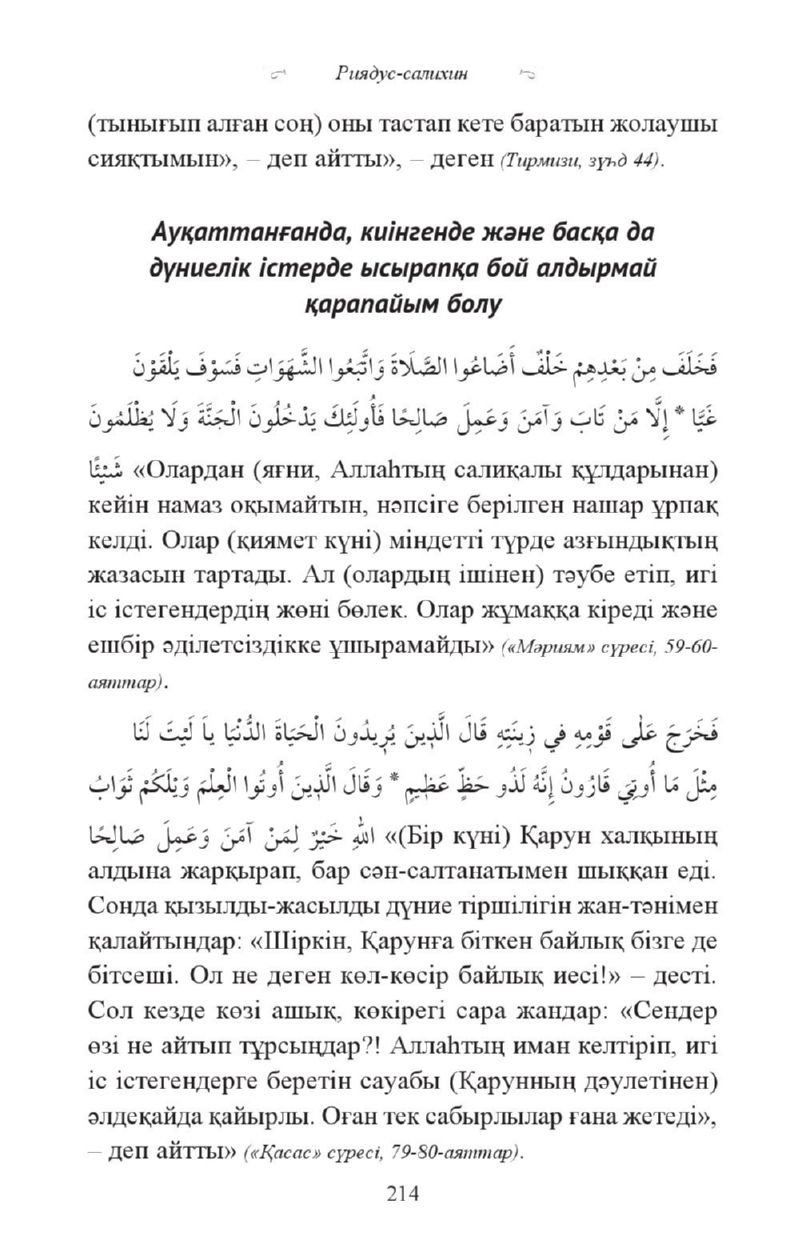 Риядус-салихин
(тынығып алған соң) оны тастап кете баратын жолаушы
сияқтымын», – деп айтты», – деген (Тирмизи, зүһд 44).
Ауқаттанғанда, киінгенде және басқа да
дүниелік істерде ысырапқа бой алдырмай
қарапайым болу
فَخَلَفَ مِنْ بَعْدِهِمْ خَلْفٌ أَضَاعُوا الصَّلَاةَ وَاتَّبَعُوا الشَّهَوَاتِ فَسَوْفَ يَلْقَوْنَ
غَيًّا * إِلَّا مَنْ تَابَ وَآمَنَ وَعَمِلَ صَالِحًا فَأُولَئِكَ يَدْخُلُونَ الْجَنَّةَ وَلَا يُظْلَمُونَ
شَيْئًا «Олардан (яғни, Аллаһтың салиқалы құлдарынан)
кейін намаз оқымайтын, нәпсіге берілген нашар ұрпақ
келді. Олар (қиямет күні) міндетті түрде азғындықтың
жазасын тартады. Ал (олардың ішінен) тәубе етіп, игі
іс істегендердің жөні бөлек. Олар жұмаққа кіреді және
ешбір әділетсіздікке ұшырамайды» («Мәриям» сүресі, 59-60-
аяттар).
فَخَرَجَ عَلَى قَوْمِهِ فِي زِينَتِهِ قَالَ الَّذِينَ يُرِيدُونَ الْحَيَاةَ الدُّنْيَا يَا لَيْتَ لَنَا
مِثْلَ مَا أُوتِيَ قَارُونُ إِنَّهُ لَذُو حَظٍّ عَظِيمٍ * وَقَالَ الَّذِينَ أُوتُوا الْعِلْمَ وَيْلَكُمْ ثَوَابُ
اللهِ خَيْرٌ لِمَنْ آمَنَ وَعَمِلَ صَالِحًا «(Бір күні) Қарун халқының
алдына жарқырап, бар сән-салтанатымен шыққан еді.
Сонда қызылды-жасылды дүние тіршілігін жан-тәнімен
қалайтындар: «Шіркін, Қарунға біткен байлық бізге де
бітсеші. Ол не деген көл-көсір байлық иесі!» – десті.
Сол кезде көзі ашық, көкірегі сара жандар: «Сендер
өзі не айтып тұрсыңдар?! Аллаһтың иман келтіріп, игі
іс істегендерге беретін сауабы (Қарунның дәулетінен)
әлдеқайда қайырлы. Оған тек сабырлылар ғана жетеді»,
– деп айтты» («Қасас» сүресі, 79-80-аяттар).
214